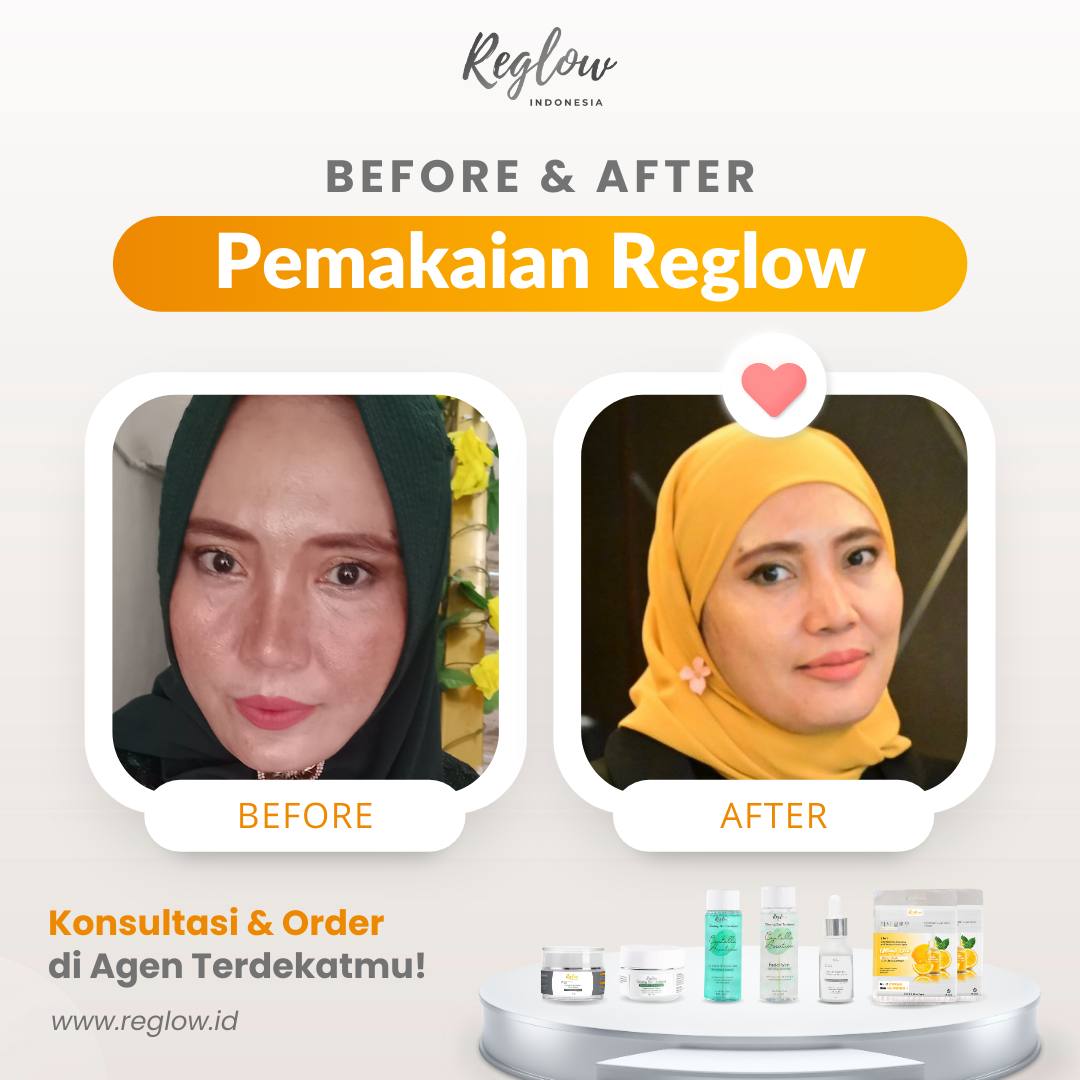 Reglow
INDONESIA
BEFORE & AFTER
Pemakaian Reglow
BEFORE
AFTER
Konsultasi & Order
di Agen Terdekatmu!
www.reglow.id